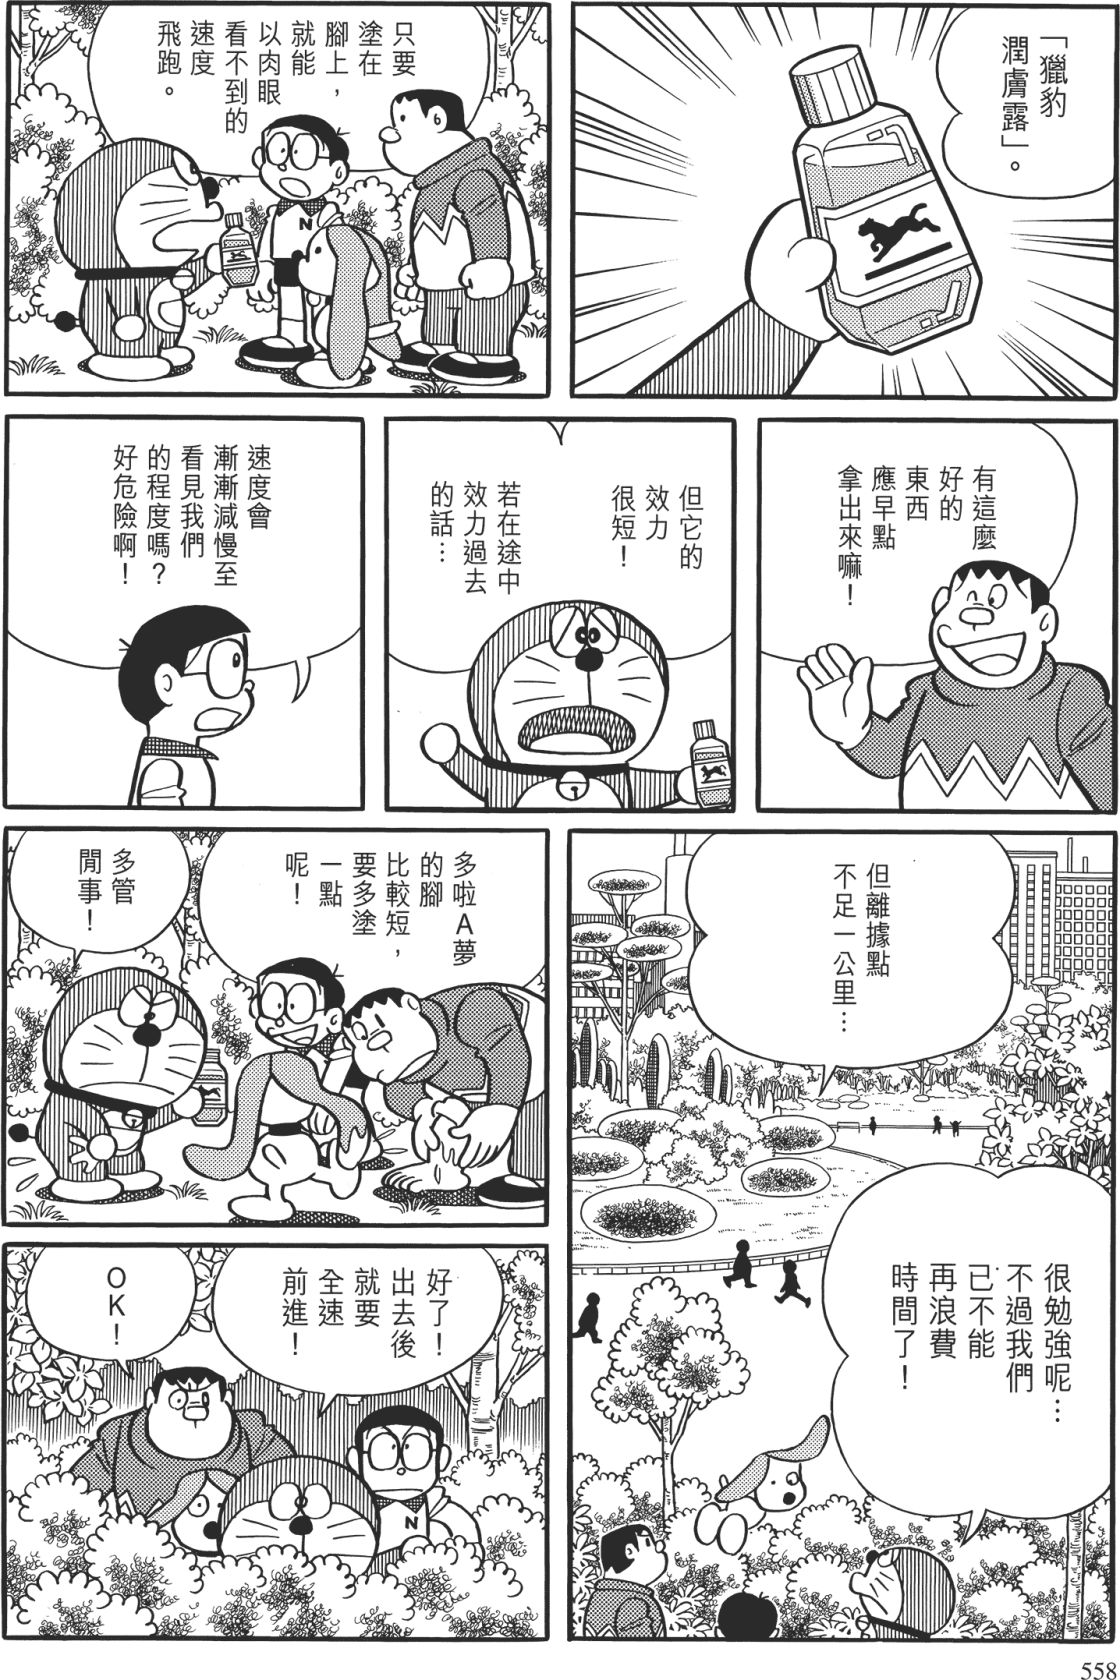 「獵豹
潤膚露」。
只要
塗在
腳上，
就能
以肉眼
看不到的
速度
飛跑。
有這麼
好的
東西
應早點
拿出來嘛！
但它的
效力
很短！
若在途中
效力過去
的話…
速度會
漸漸減慢至
看見我們
的程度嗎？
好危險啊！
但離據點
不足一公里…
很勉強呢…
不過我們
已不能
再浪費
時間了！
多啦A夢
的腳
比較短，
要多塗
一點
呢！
多管
閒事！
好了！
出去後
就要
全速
前進！
OK！
N
N
558